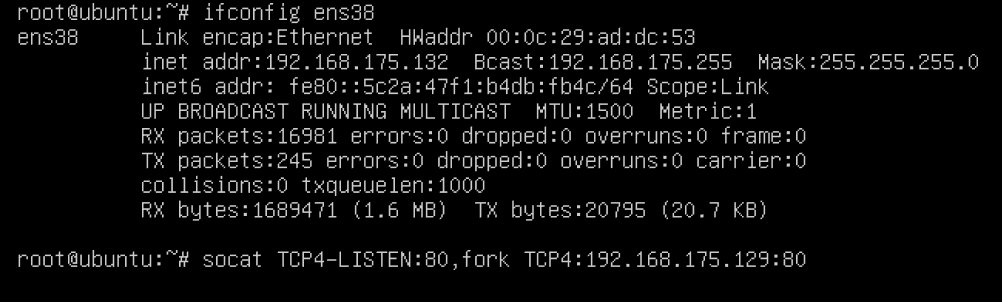 root@ubuntu:~# ifconfig ens38
ens38 Link encap:Ethernet HWaddr 00:0c:29:ad:dc:53
inet addr:192.168.175.132 Bcast:192.168.175.255 Mask:255.255.255.0
inet6 addr: fe80::5c2a:47f1:b4db:fb4c/64 Scope:Link
UP BROADCAST RUNNING MULTICAST MTU:1500 Metric:1
RX packets:16981 errors:0 dropped:0 overruns:0 frame:0
TX packets:245 errors:0 dropped:0 overruns:0 carrier:0
collisions:0 txqueuelen:1000
RX bytes:1689471 (1.6 MB) TX bytes:20795 (20.7 KB)
root@ubuntu:~# socat TCP4-LISTEN:80,fork TCP4:192.168.175.129:80